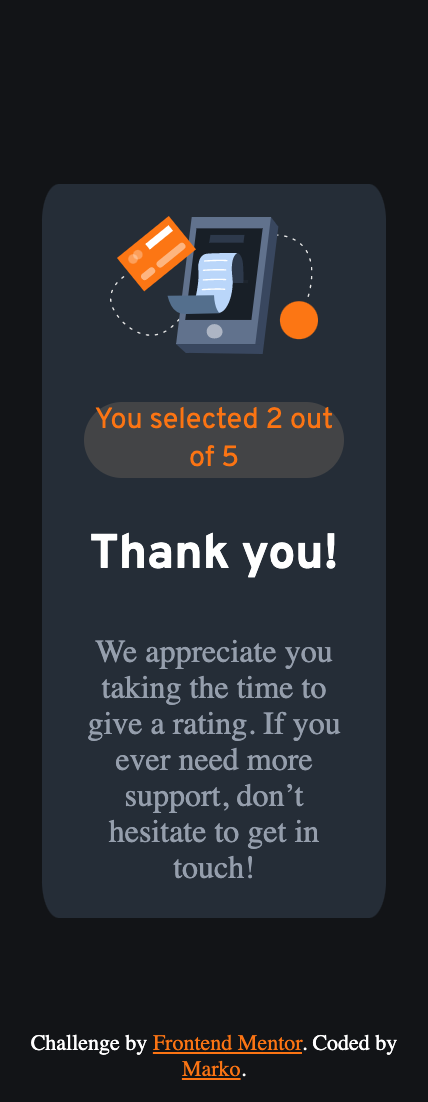 You selected 2 out
of 5
Thank you!
We appreciate you
taking the time to
give a rating. If you
ever need more
support, don’t
hesitate to get in
touch!
Challenge by Frontend Mentor. Coded by
Marko.